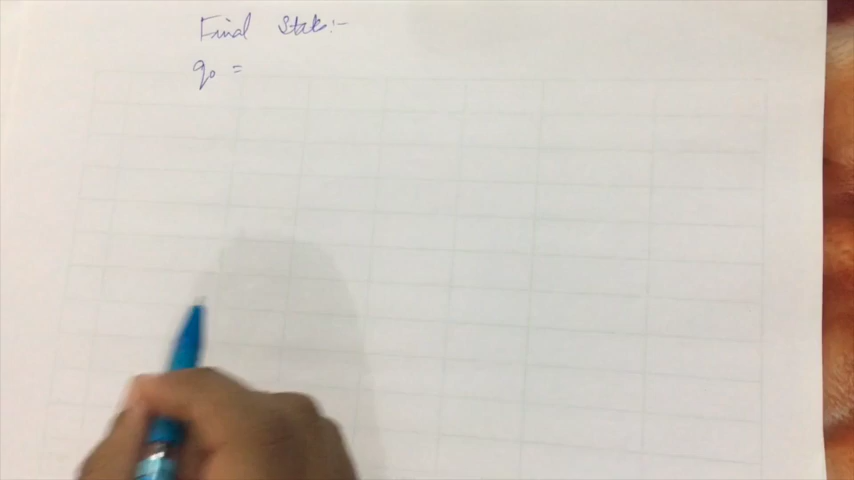 Final State:-
q₀ =